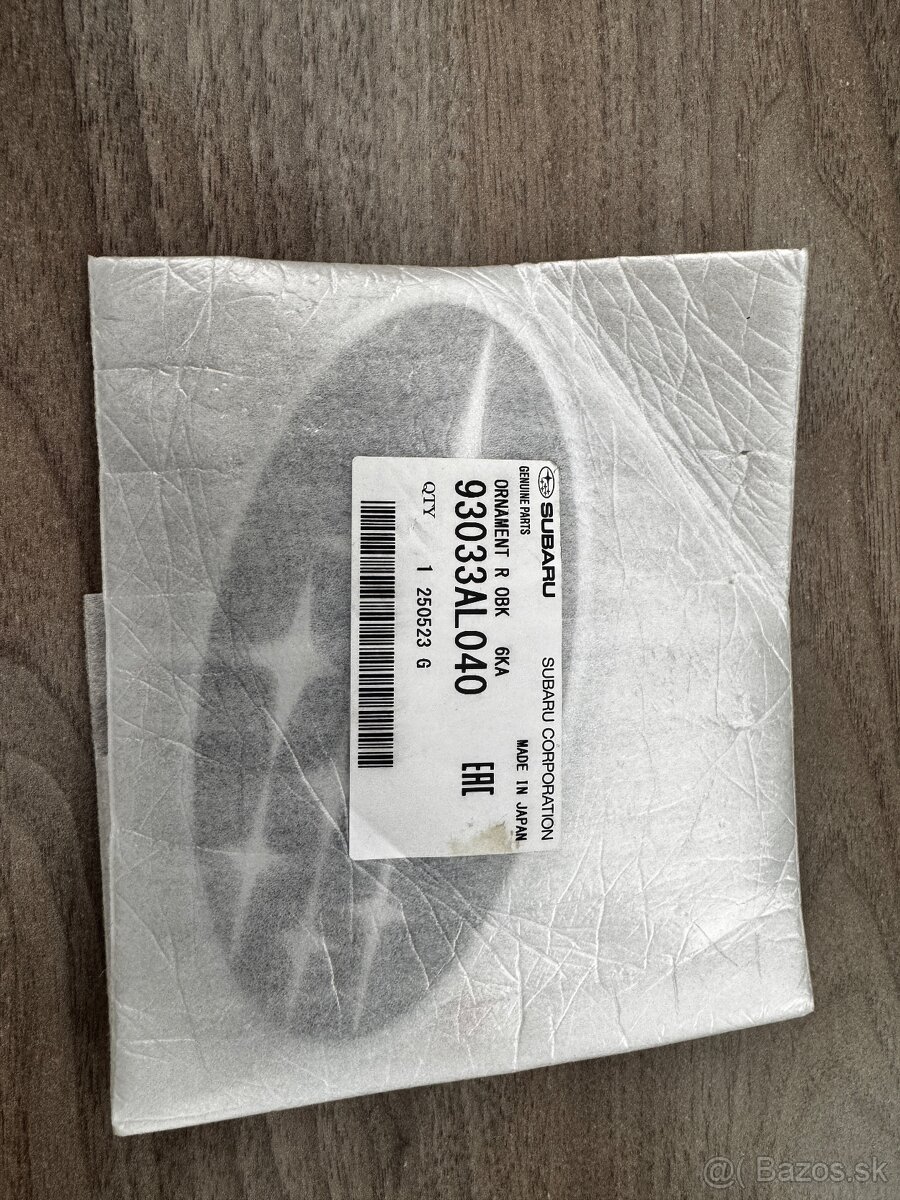 SUBARU SUBARU CORPORATION
GENUINE PARTS MADE IN JAPAN
ORNAMENT R OBK 6KA
93033AL040 EAC
QTY 1 250523 G
@ Bazos.sk